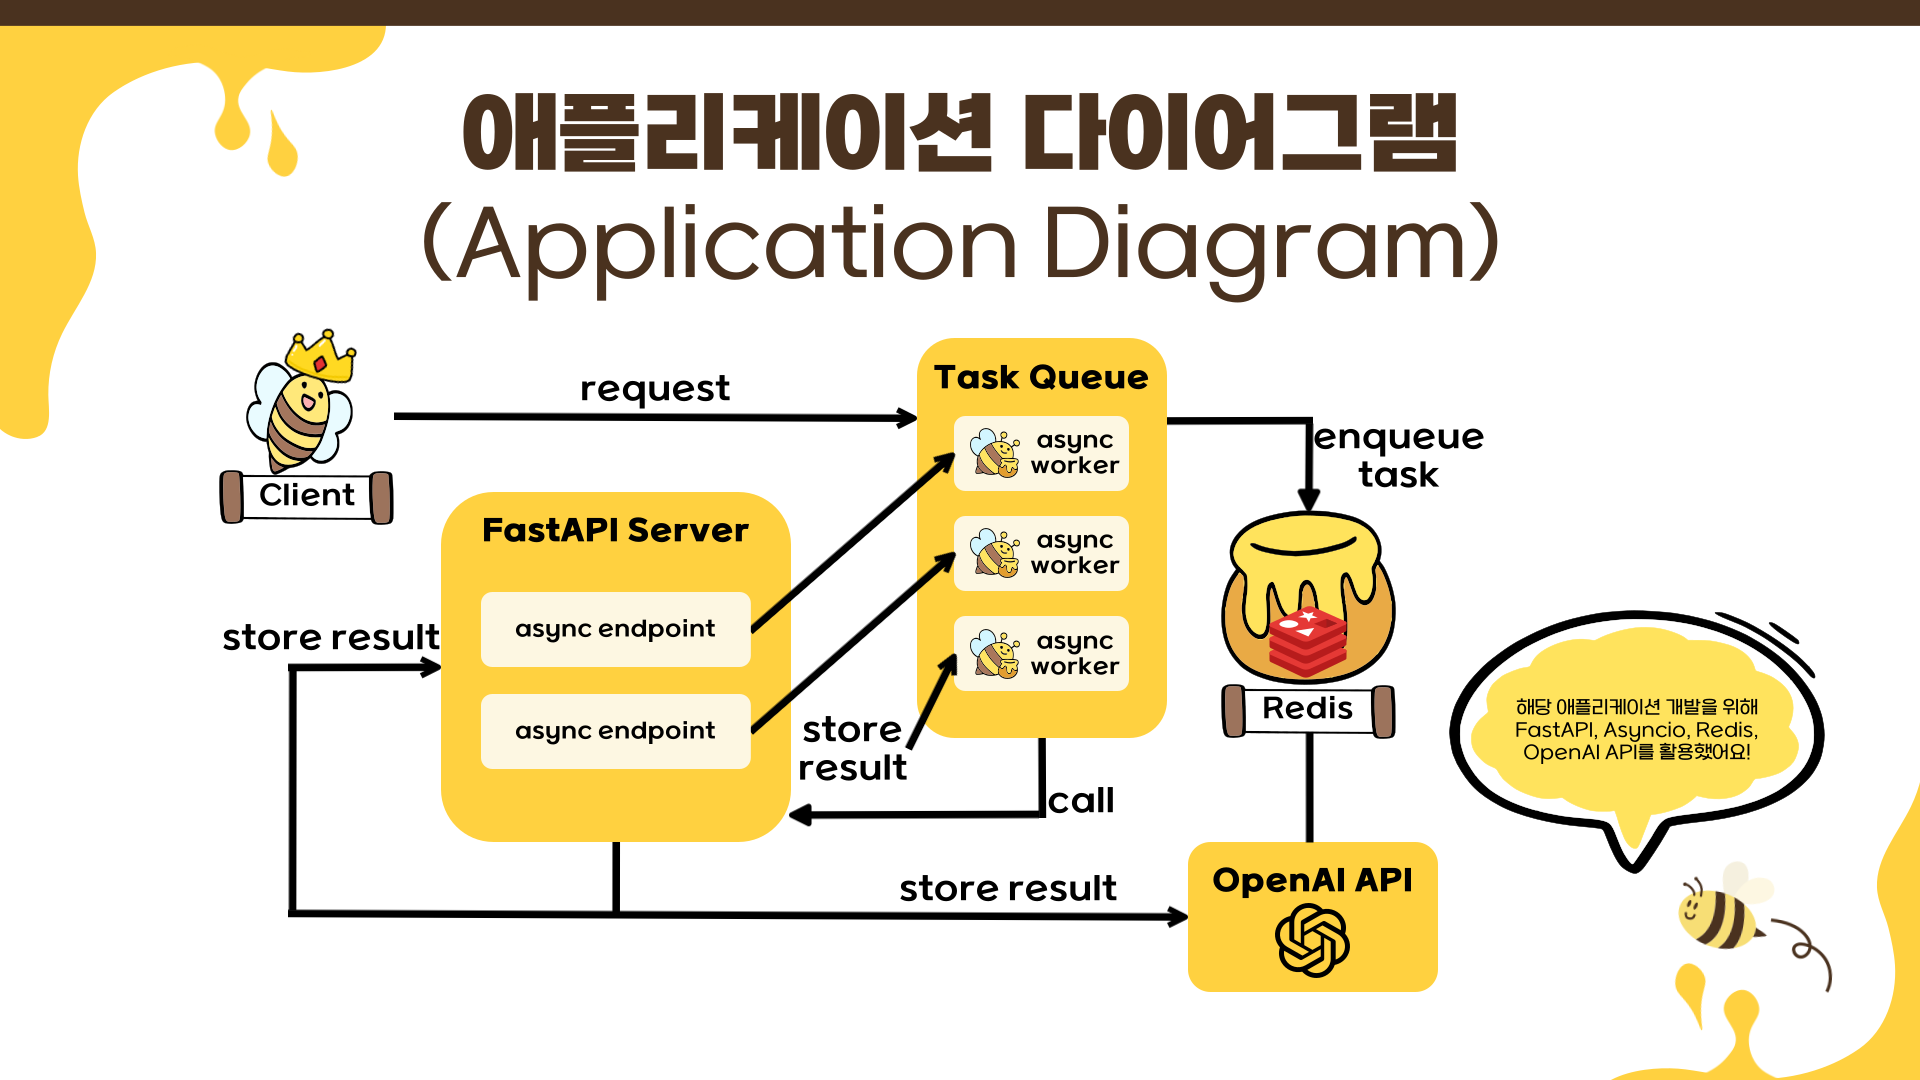 애플리케이션 다이어그램
(Application Diagram)
request
Client
Task Queue
async
worker
async
worker
async
worker
enqueue
task
FastAPI Server
async endpoint
async endpoint
store result
store
result
call
Redis
해당 애플리케이션 개발을 위해
FastAPI, Asyncio, Redis,
OpenAI API를 활용했어요!
store result
OpenAI API